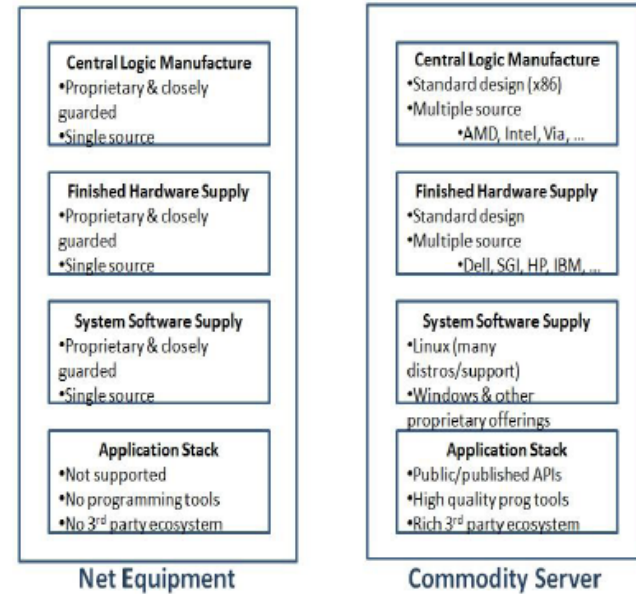 Central Logic Manufacture
•Proprietary & closely
guarded
•Single source
Finished Hardware Supply
•Proprietary & closely
guarded
•Single source
System Software Supply
•Proprietary & closely
guarded
•Single source
Application Stack
•Not supported
•No programming tools
•No 3rd party ecosystem
Net Equipment
Central Logic Manufacture
•Standard design (x86)
•Multiple source
•AMD, Intel, Via, ...
Finished Hardware Supply
•Standard design
•Multiple source
•Dell, SGI, HP, IBM, ...
System Software Supply
•Linux (many
distros/support)
•Windows & other
proprietary offerings
Application Stack
•Public/published APIs
•High quality prog tools
•Rich 3rd party ecosystem
Commodity Server